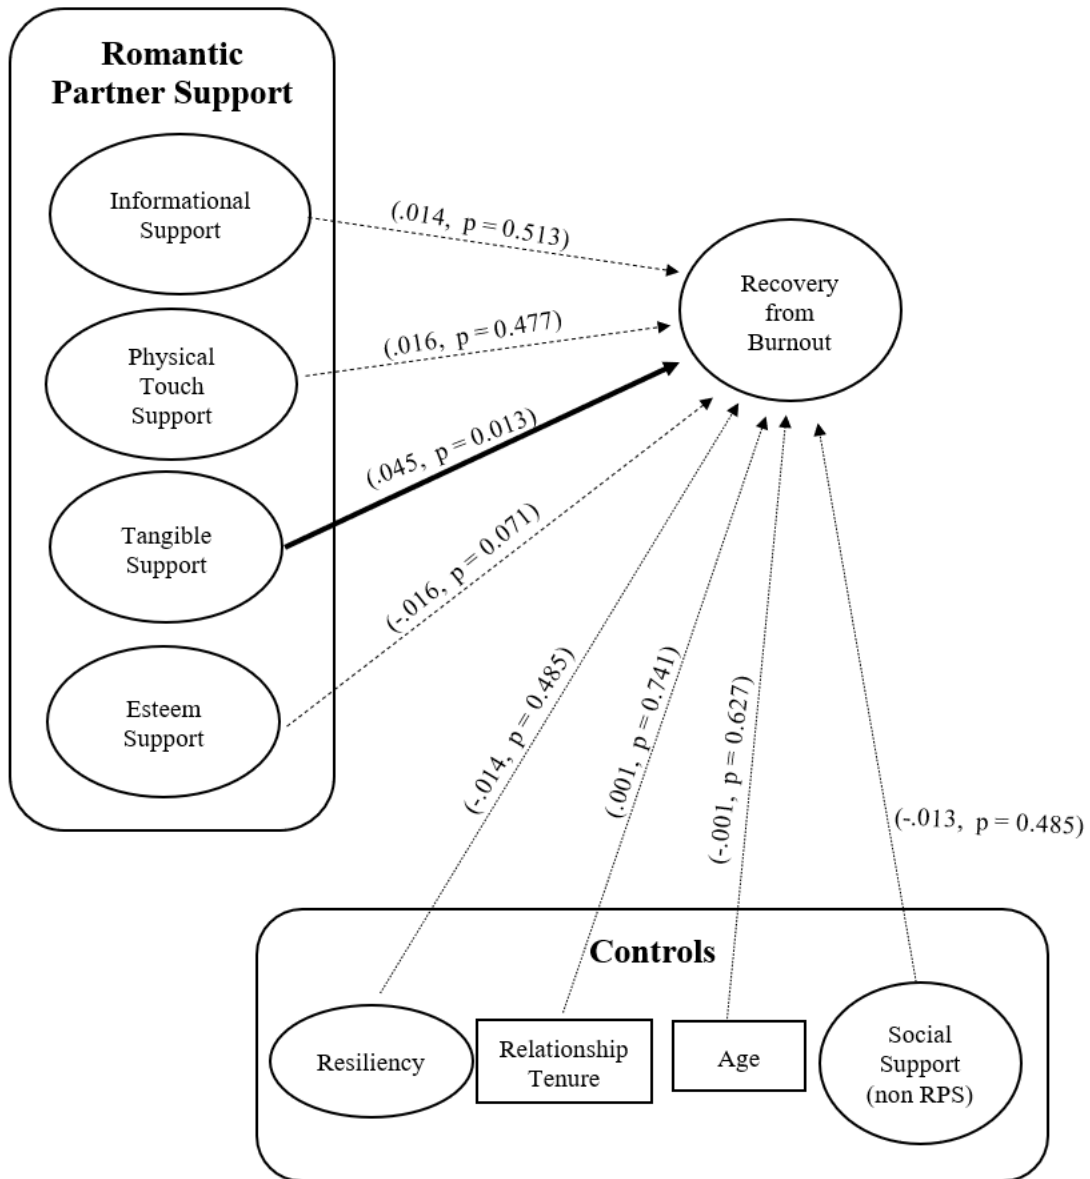 Romantic
Partner Support
Informational
Support
(.014, p = 0.513)
Recovery
from
Burnout
Physical
Touch
Support
(.016, p = 0.477)
Tangible
Support
(.045, p = 0.013)
Esteem
Support
(-.016, p = 0.071)
(-.014, p = 0.485)
(.001, p = 0.741)
(-.001, p = 0.627)
(-.013, p = 0.485)
Controls
Resiliency
Relationship
Tenure
Age
Social
Support
(non RPS)